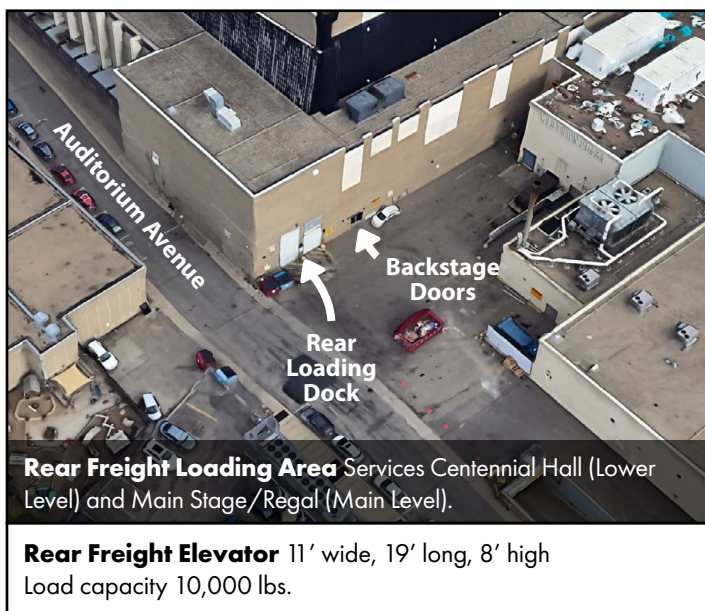 Auditorium Avenue
Backstage
Doors
Rear
Loading
Dock
Rear Freight Loading Area Services Centennial Hall (Lower
Level) and Main Stage/Regal (Main Level).
Rear Freight Elevator 11’ wide, 19’ long, 8’ high
Load capacity 10,000 lbs.